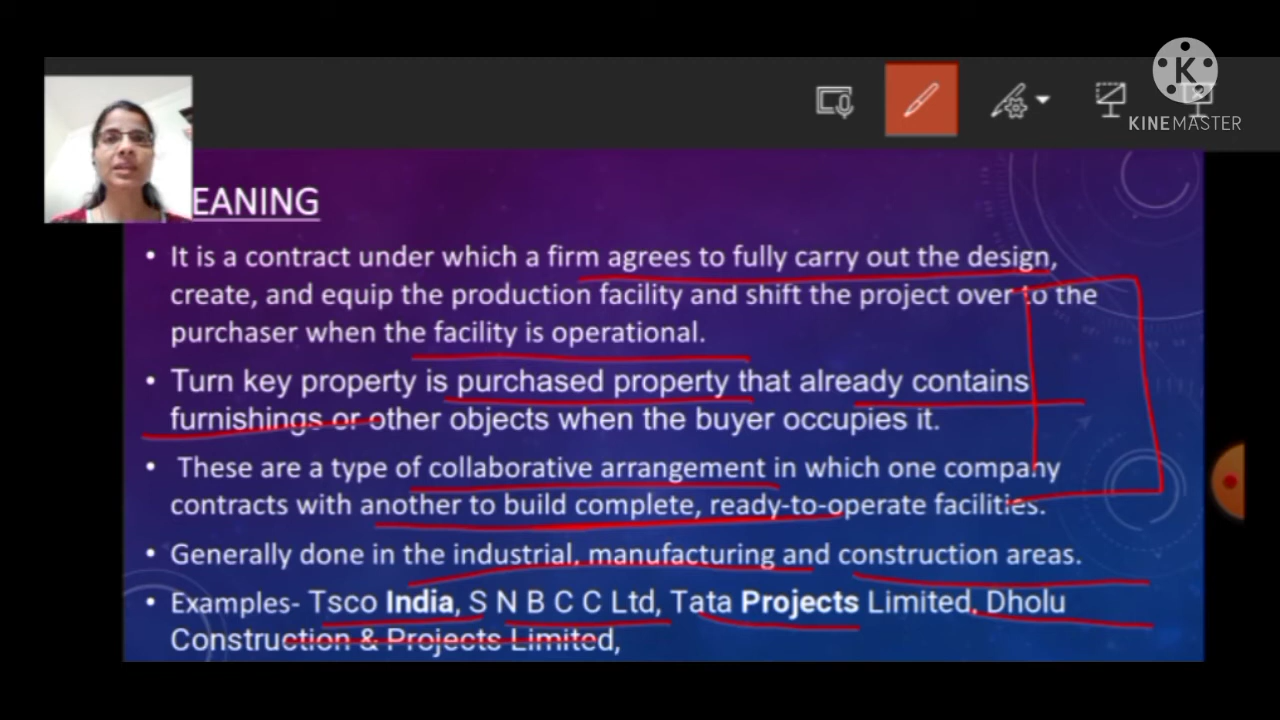 KINEMASTER
EANING
• It is a contract under which a firm agrees to fully carry out the design,
create, and equip the production facility and shift the project over to the
purchaser when the facility is operational.
• Turn key property is purchased property that already contains
furnishings or other objects when the buyer occupies it.
• These are a type of collaborative arrangement in which one company
contracts with another to build complete, ready-to-operate facilities.
• Generally done in the industrial, manufacturing and construction areas.
• Examples- Tsco India, S N B C C Ltd, Tata Projects Limited, Dholu
Construction & Projects Limited,